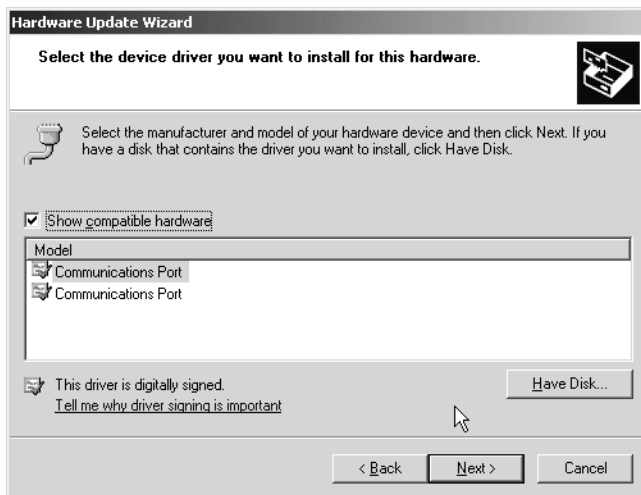 Hardware Update Wizard
Select the device driver you want to install for this hardware.
Select the manufacturer and model of your hardware device and then click Next. If you
have a disk that contains the driver you want to install, click Have Disk.
Show compatible hardware
Model
Communications Port
Communications Port
This driver is digitally signed.
Tell me why driver signing is important
Have Disk...
< Back
Next >
Cancel